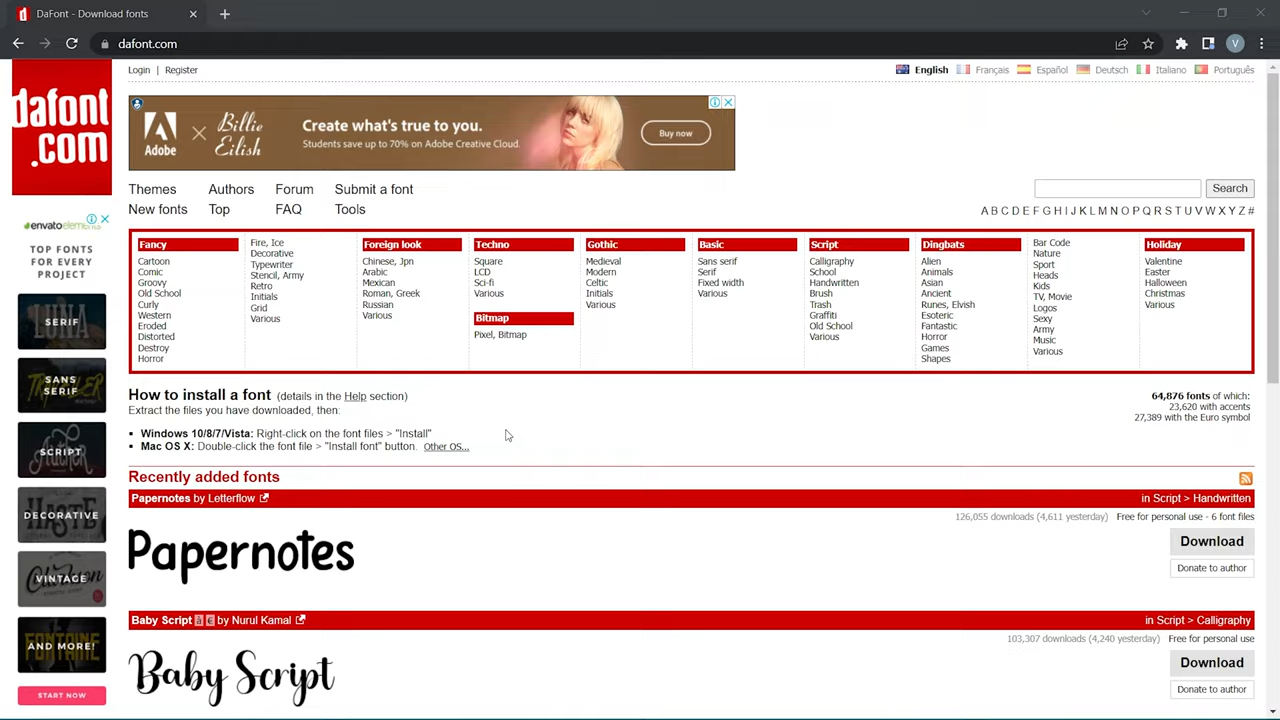 DaFont - Download fonts
dafont.com
V
dafont
.com
Login | Register
English Français Español Deutsch Italiano Português
Adobe
Billie
Eilish
Create what's true to you.
Students save up to 70% on Adobe Creative Cloud.
Buy now
Themes Authors Forum Submit a font
New fonts Top FAQ Tools
Search
A B C D E F G H I J K L M N O P Q R S T U V W X Y Z #
Fancy
Cartoon
Comic
Groovy
Old School
Curly
Western
Eroded
Distorted
Destroy
Horror
Fire, Ice
Decorative
Typewriter
Stencil, Army
Retro
Initials
Grid
Various
Foreign look
Chinese, Jpn
Arabic
Mexican
Roman, Greek
Russian
Various
Techno
Square
LCD
Sci-fi
Various
Bitmap
Pixel, Bitmap
Gothic
Medieval
Modern
Celtic
Initials
Various
Basic
Sans serif
Serif
Fixed width
Various
Script
Calligraphy
School
Handwritten
Brush
Trash
Graffiti
Old School
Various
Dingbats
Alien
Animals
Asian
Ancient
Runes, Elvish
Esoteric
Fantastic
Horror
Games
Shapes
Bar Code
Nature
Sport
Heads
Kids
TV, Movie
Logos
Sexy
Army
Music
Various
Holiday
Valentine
Easter
Halloween
Christmas
Various
TOP FONTS
FOR EVERY
PROJECT
SERIF
SANS
SERIF
SCRIPT
DECORATIVE
VINTAGE
AND MORE!
START NOW
How to install a font (details in the Help section)
Extract the files you have downloaded, then:
Windows 10/8/7/Vista: Right-click on the font files > "Install"
Mac OS X: Double-click the font file > "Install font" button. Other OS...
64,876 fonts of which:
23,620 with accents
27,389 with the Euro symbol
Recently added fonts
Papernotes by Letterflow in Script > Handwritten
126,055 downloads (4,611 yesterday) Free for personal use - 6 font files
Papernotes
Download
Donate to author
Baby Script à € by Nurul Kamal in Script > Calligraphy
103,307 downloads (4,240 yesterday) Free for personal use
Baby Script
Download
Donate to author